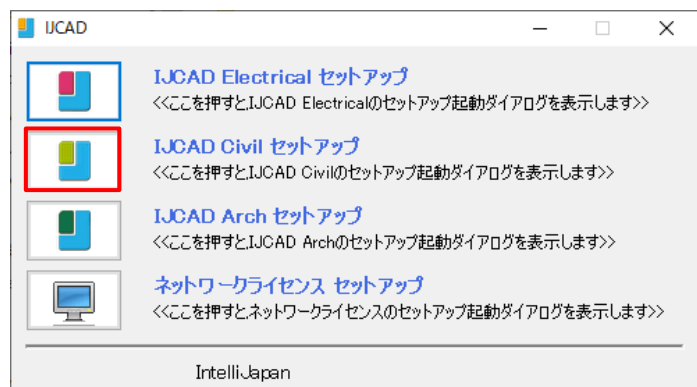 IJCAD
IJCAD Electrical セットアップ
<<ここを押すと,IJCAD Electricalのセットアップ起動ダイアログを表示します>>
IJCAD Civil セットアップ
<<ここを押すと,IJCAD Civilのセットアップ起動ダイアログを表示します>>
IJCAD Arch セットアップ
<<ここを押すと,IJCAD Archのセットアップ起動ダイアログを表示します>>
ネットワークライセンス セットアップ
<<ここを押すと,ネットワークライセンスのセットアップ起動ダイアログを表示します>>
IntelliJapan